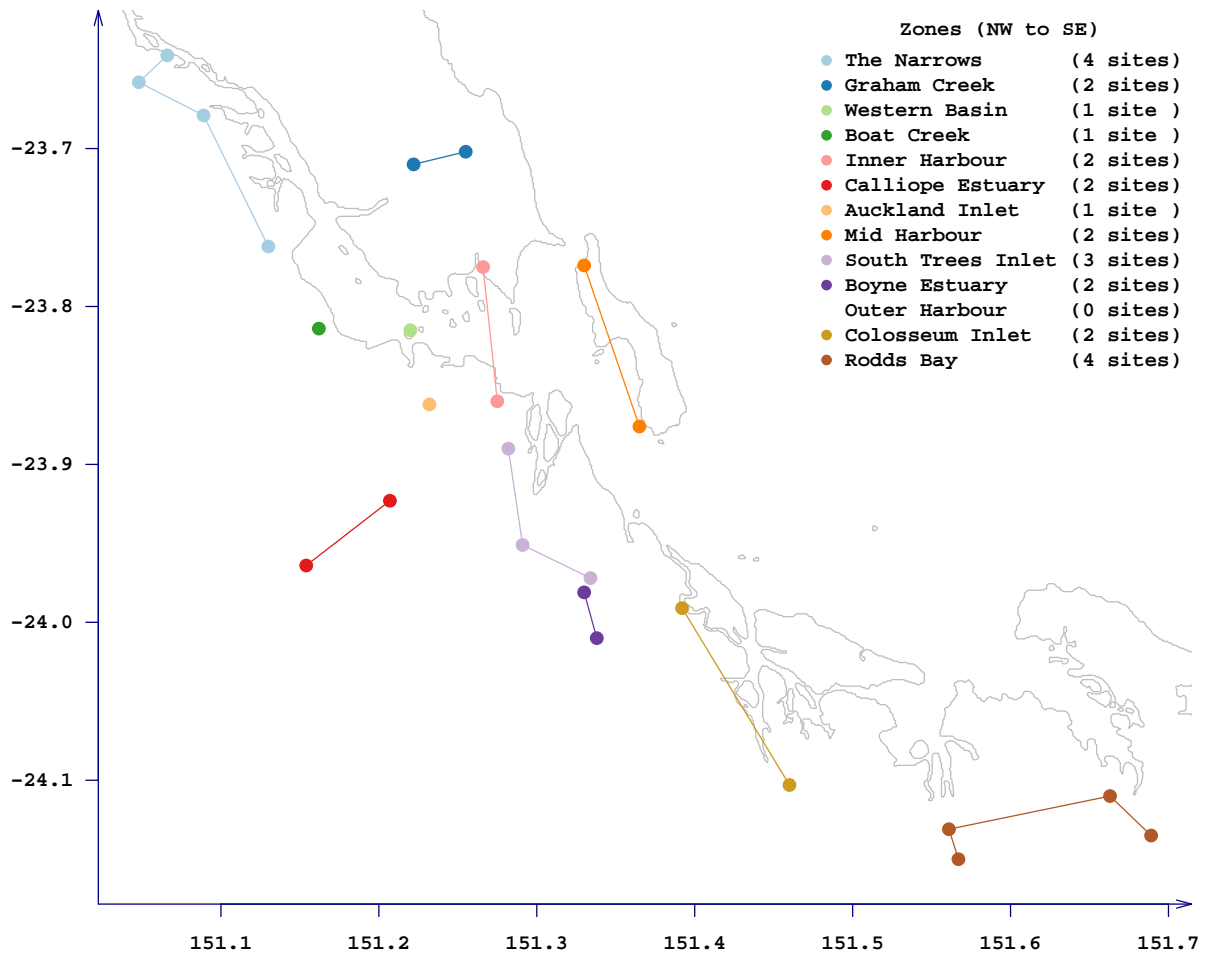 Zones (NW to SE)
The Narrows (4 sites)
Graham Creek (2 sites)
Western Basin (1 site )
Boat Creek (1 site )
Inner Harbour (2 sites)
Calliope Estuary (2 sites)
Auckland Inlet (1 site )
Mid Harbour (2 sites)
South Trees Inlet (3 sites)
Boyne Estuary (2 sites)
Outer Harbour (0 sites)
Colosseum Inlet (2 sites)
Rodds Bay (4 sites)
-23.7
-23.8
-23.9
-24.0
-24.1
151.1 151.2 151.3 151.4 151.5 151.6 151.7